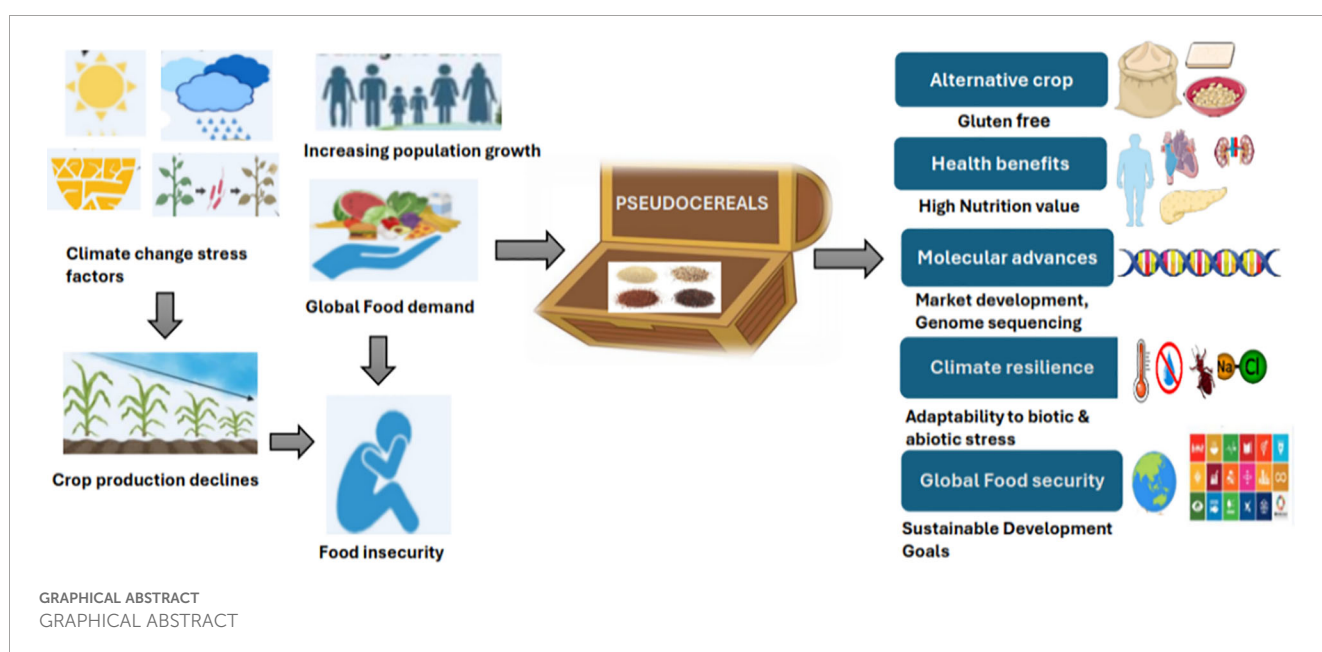 Increasing population growth
Climate change stress
factors
Global Food demand
Crop production declines
Food insecurity
PSEUDOCEREALS
Alternative crop
Gluten free
Health benefits
High Nutrition value
Molecular advances
Market development,
Genome sequencing
Climate resilience
Na Cl
Adaptability to biotic &
abiotic stress
Global Food security
Sustainable Development
Goals
GRAPHICAL ABSTRACT
GRAPHICAL ABSTRACT